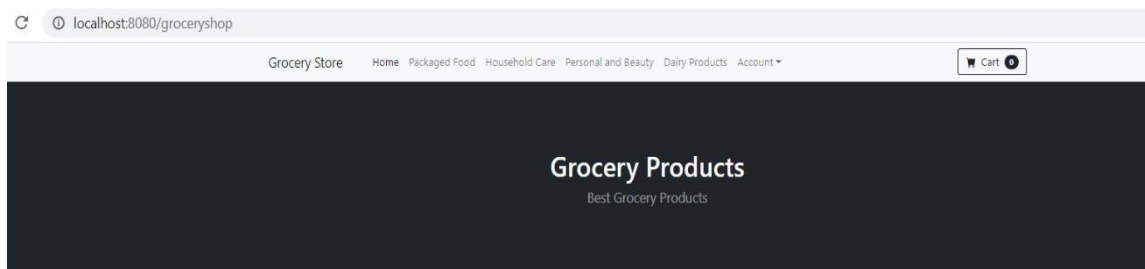 localhost:8080/groceryshop
Grocery Store Home Packaged Food Household Care Personal and Beauty Dairy Products Account Cart 0
Grocery Products
Best Grocery Products